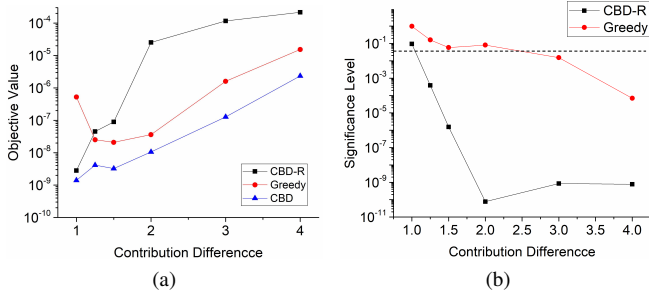 10^-4
10^-5
10^-6
10^-7
10^-8
10^-9
10^-10
Objective Value
1
2
3
4
Contribution Differencce
CBD-R
Greedy
CBD
(a)
CBD-R
Greedy
10^1
10^-1
10^-3
10^-5
10^-7
10^-9
10^-11
Significance Level
1.0 1.5 2.0 2.5 3.0 3.5 4.0
Contribution Differencce
(b)